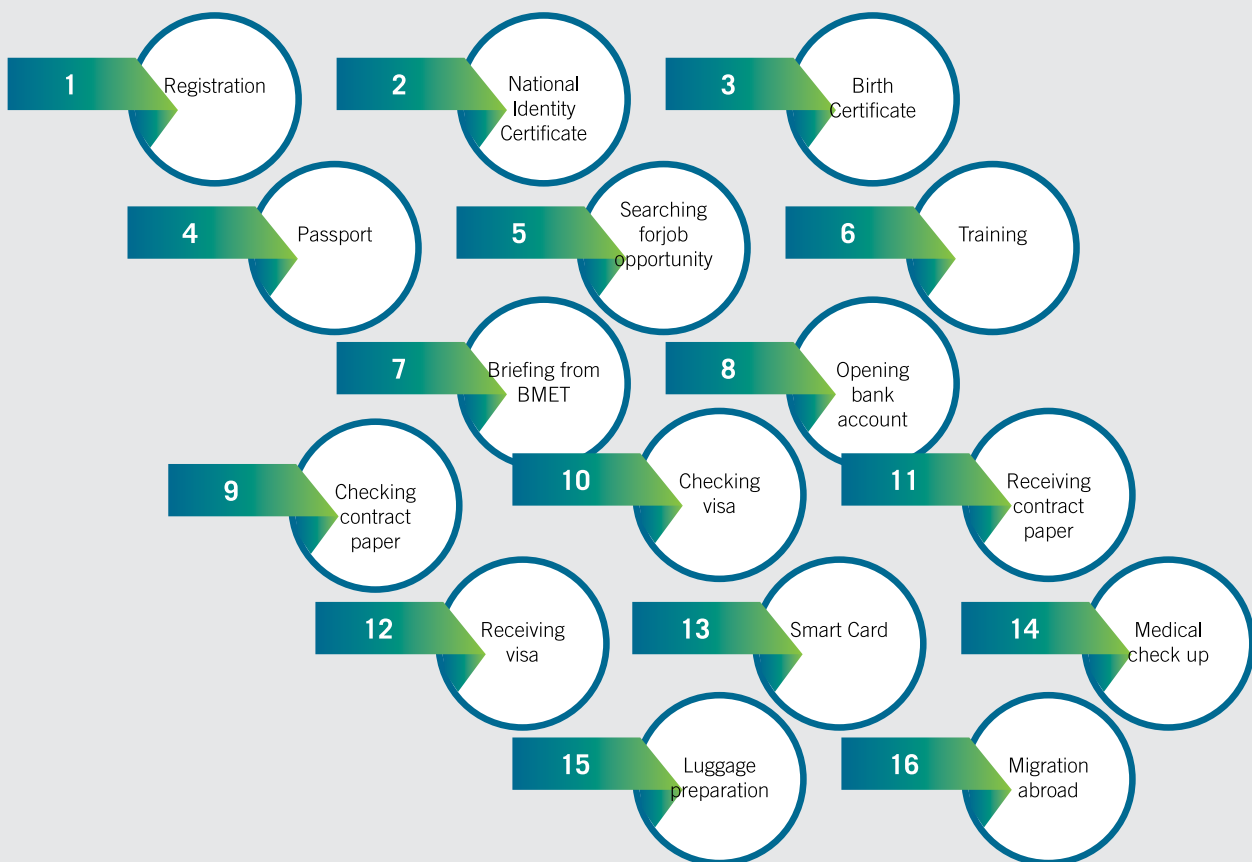 1
Registration
2
National
Identity
Certificate
3
Birth
Certificate
4
Passport
5
Searching
forjob
opportunity
6
Training
7
Briefing from
BMET
8
Opening
bank
account
9
Checking
contract
paper
10
Checking
visa
11
Receiving
contract
paper
12
Receiving
visa
13
Smart Card
14
Medical
check up
15
Luggage
preparation
16
Migration
abroad